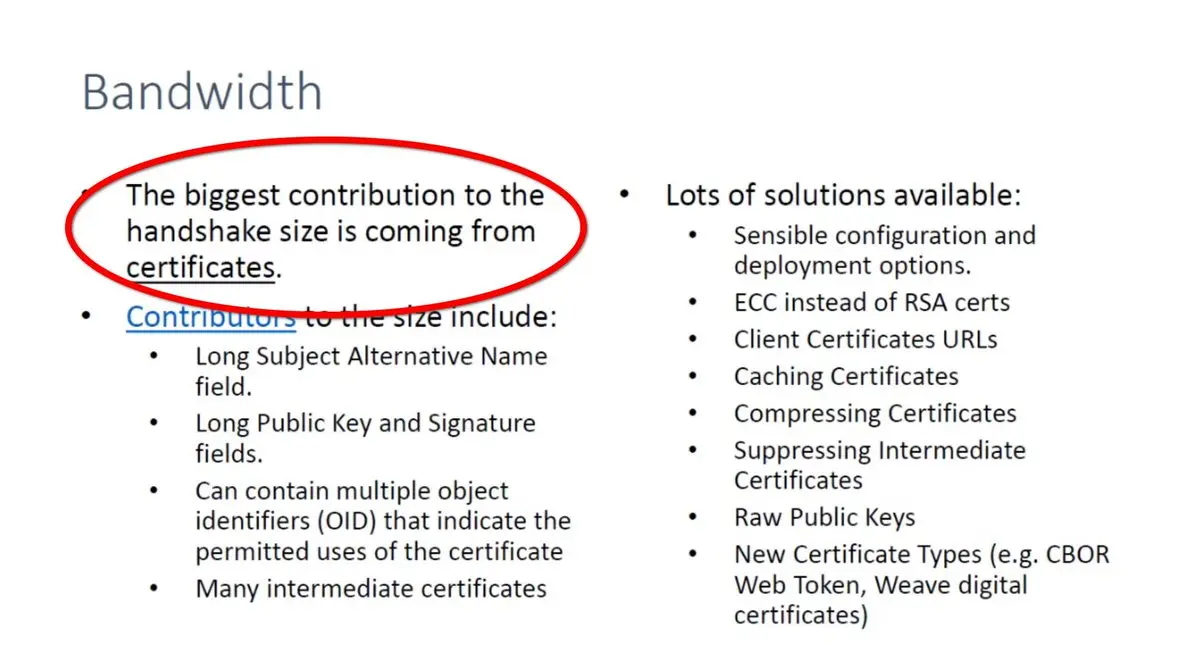 Bandwidth
The biggest contribution to the
handshake size is coming from
certificates.
Contributors to the size include:
Long Subject Alternative Name
field.
Long Public Key and Signature
fields.
Can contain multiple object
identifiers (OID) that indicate the
permitted uses of the certificate
Many intermediate certificates
Lots of solutions available:
Sensible configuration and
deployment options.
ECC instead of RSA certs
Client Certificates URLs
Caching Certificates
Compressing Certificates
Suppressing Intermediate
Certificates
Raw Public Keys
New Certificate Types (e.g. CBOR
Web Token, Weave digital
certificates)